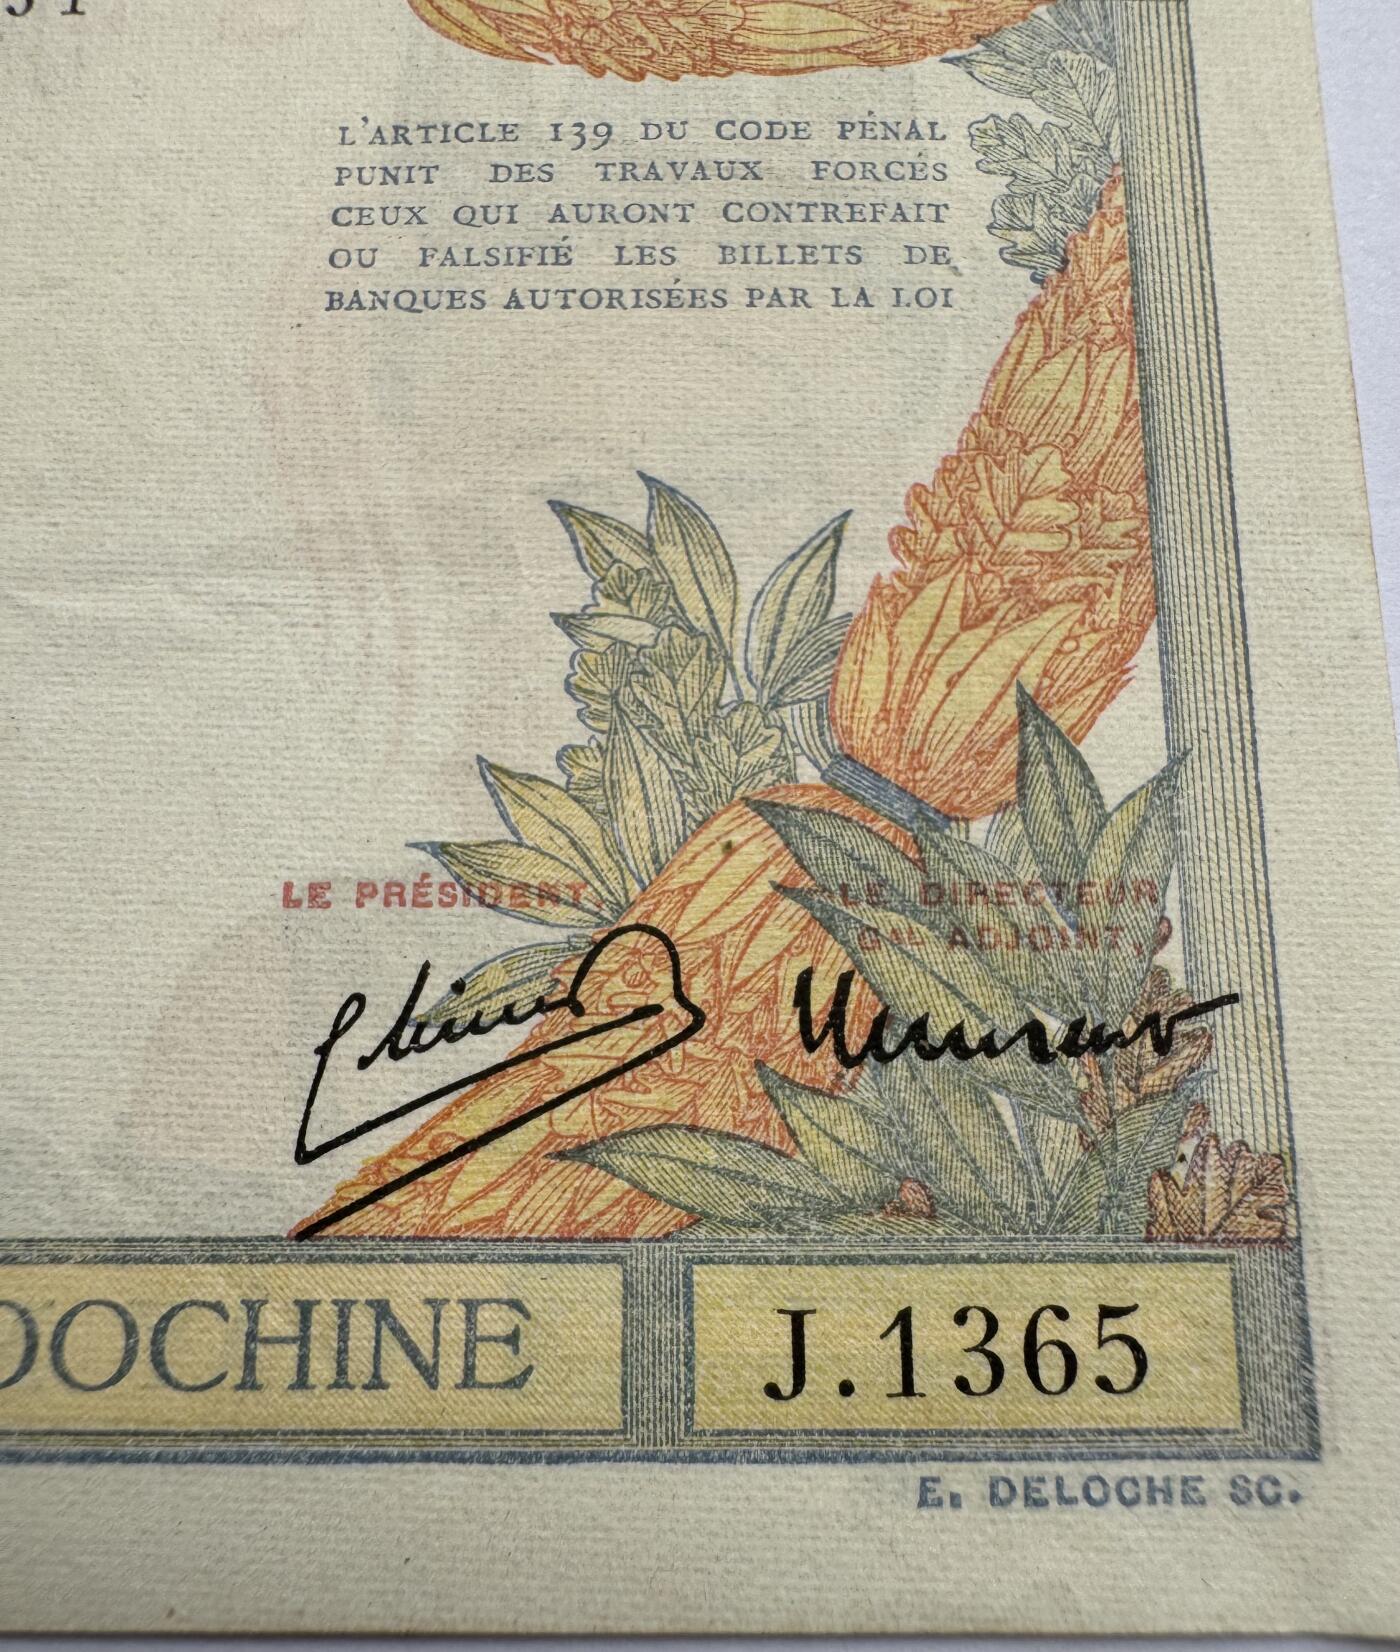 L'ARTICLE 139 DU CODE PÉNAL
PUNIT DES TRAVAUX FORCÉS
CEUX QUI AURONT CONTREFAIT
OU FALSIFIÉ LES BILLETS DE
BANQUES AUTORISÉES PAR LA LOI
LE PRÉSIDENT,
LE DIRECTEUR
GAL ADJOINT,
DOCHINE
J.1365
E. DELOCHE SC.